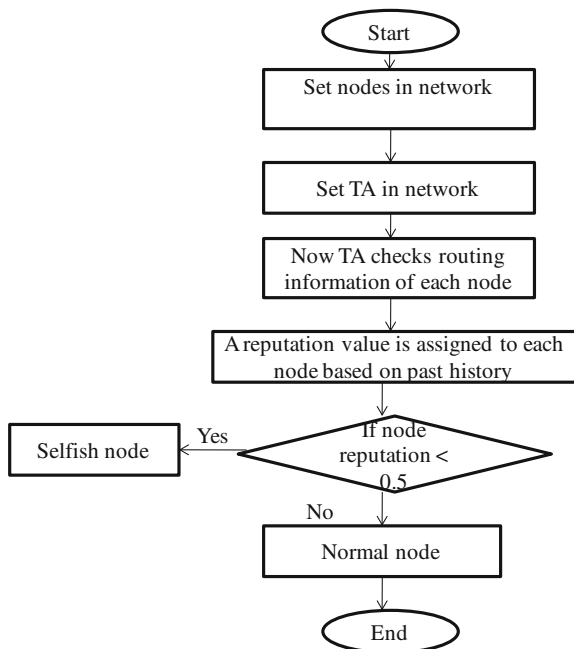 Start
Set nodes in network
Set TA in network
Now TA checks routing
information of each node
A reputation value is assigned to each
node based on past history
If node
reputation <
0.5
Yes
Selfish node
No
Normal node
End